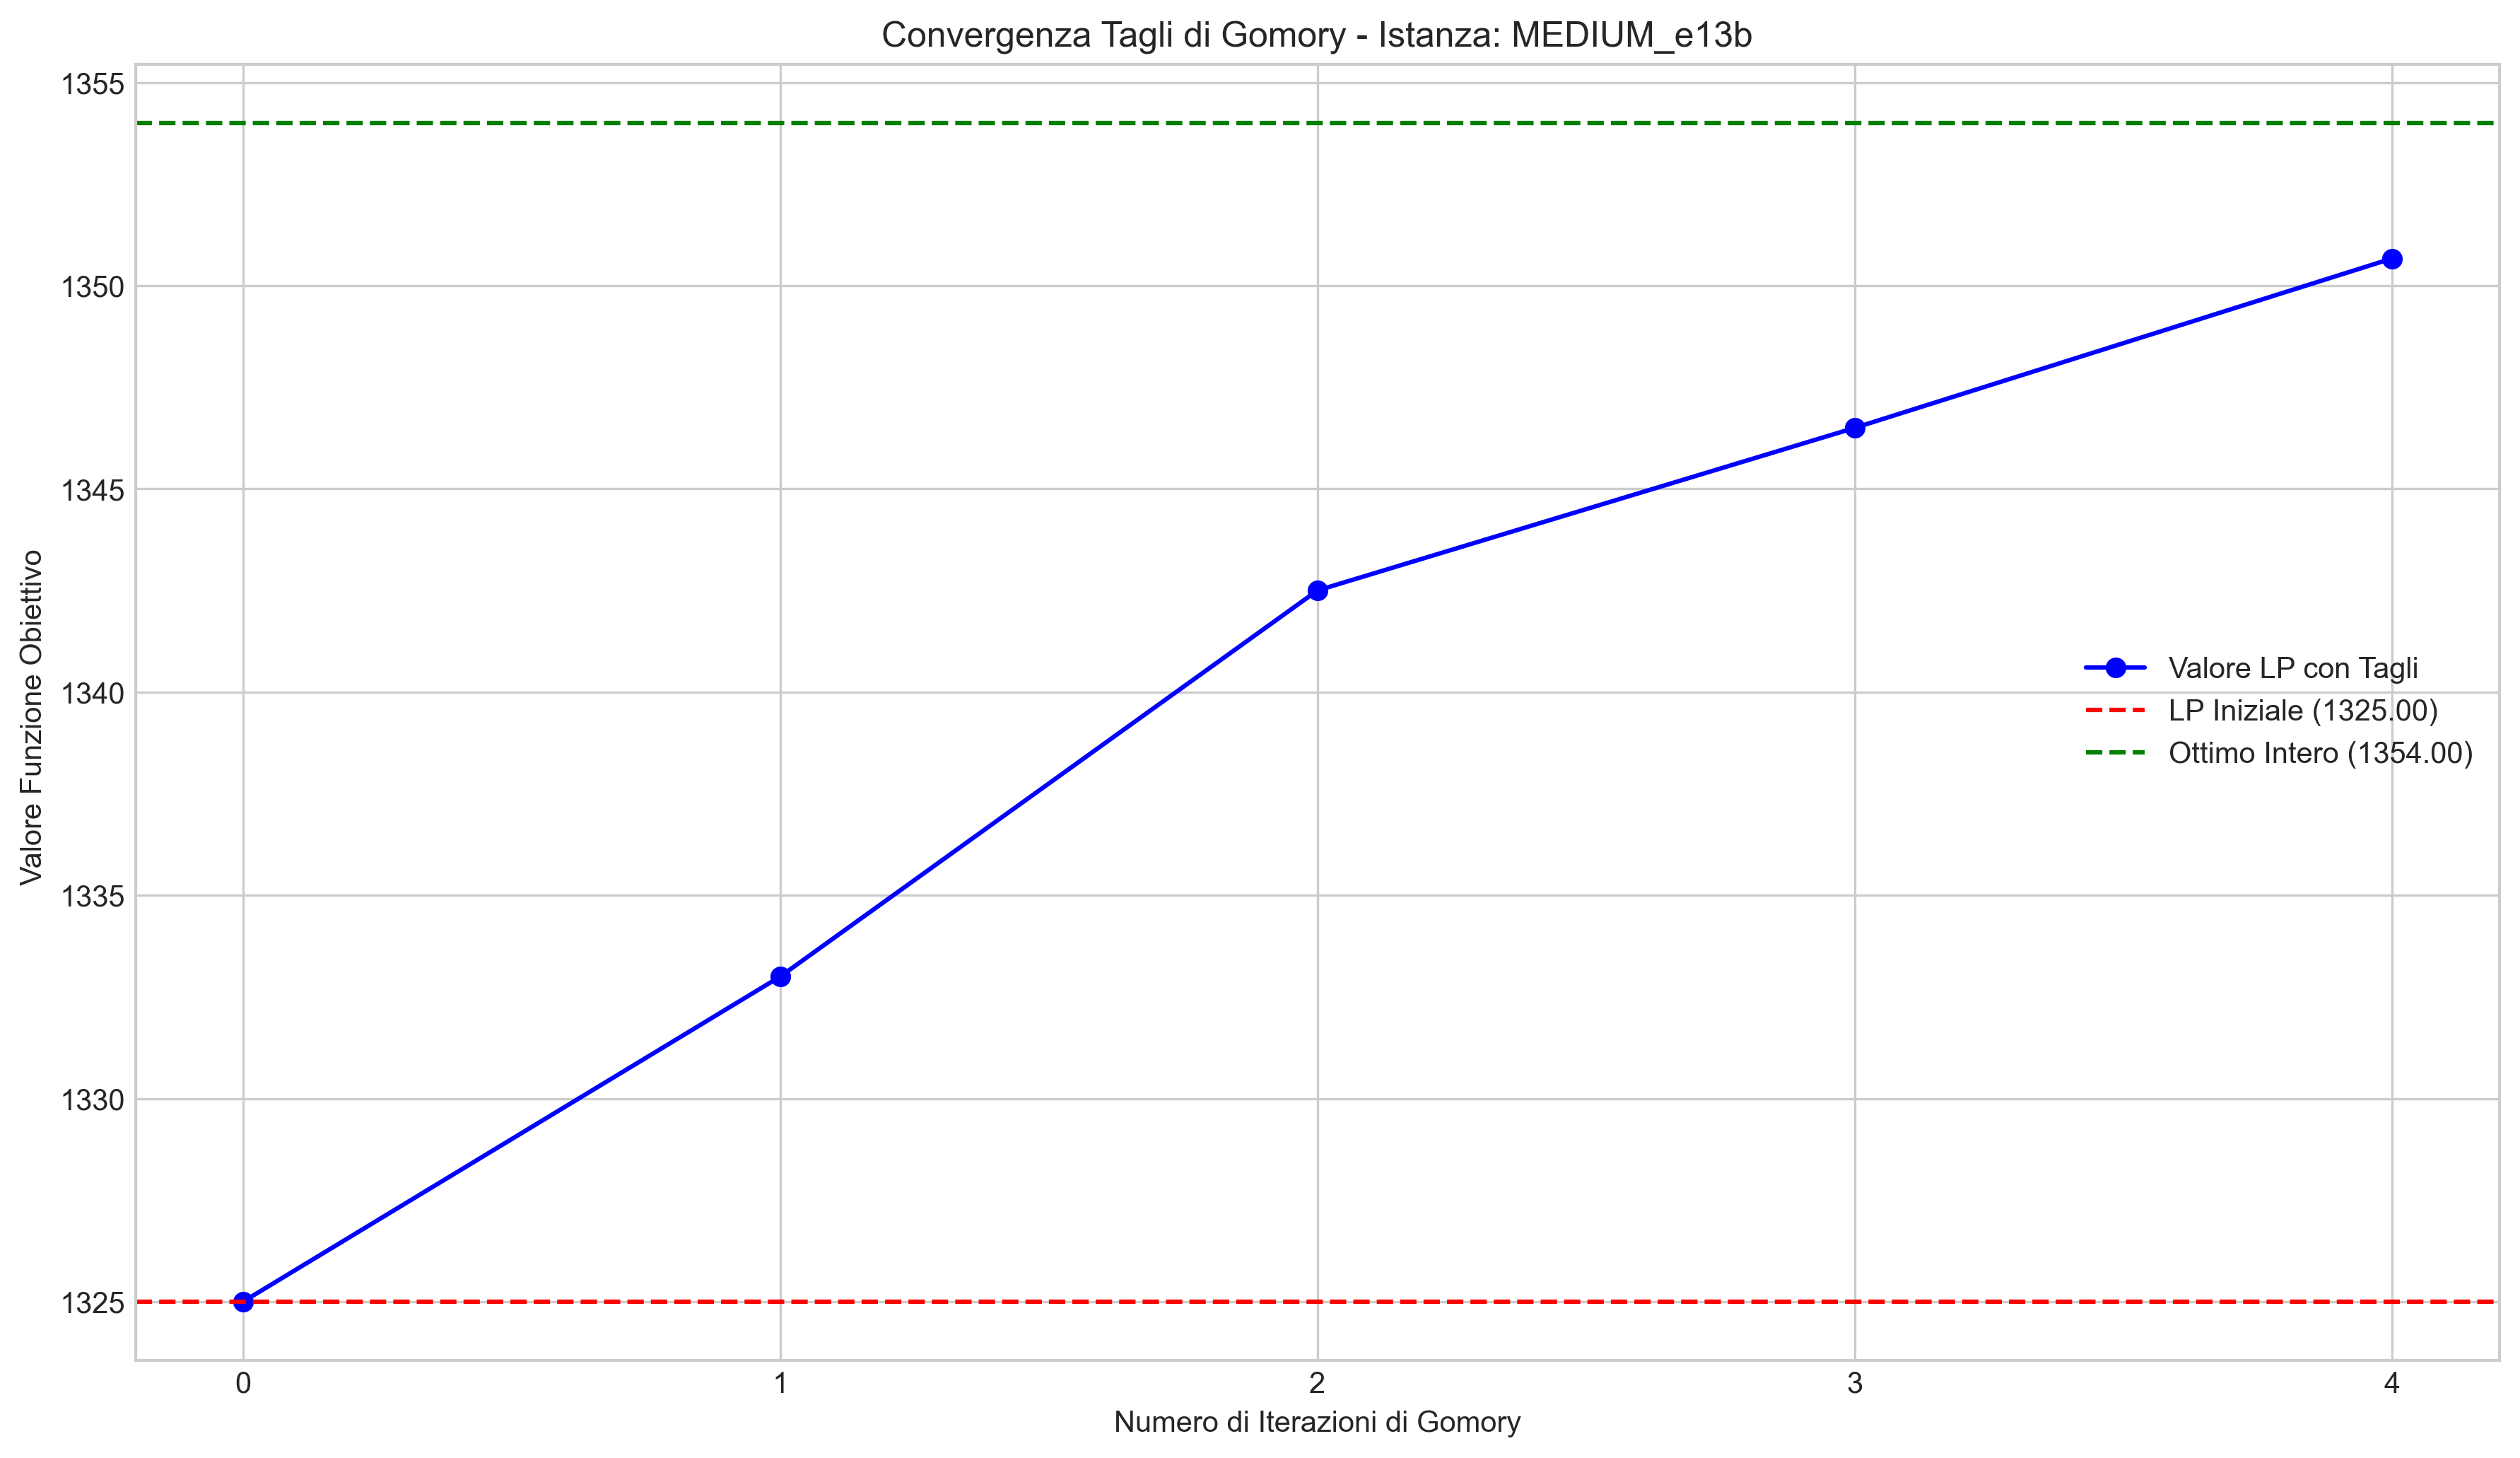 Convergenza Tagli di Gomory - Istanza: MEDIUM_e13b
1355
1350
1345
1340
1335
1330
1325
Valore Funzione Obiettivo
Valore LP con Tagli
LP Iniziale (1325.00)
Ottimo Intero (1354.00)
0 1 2 3 4
Numero di Iterazioni di Gomory